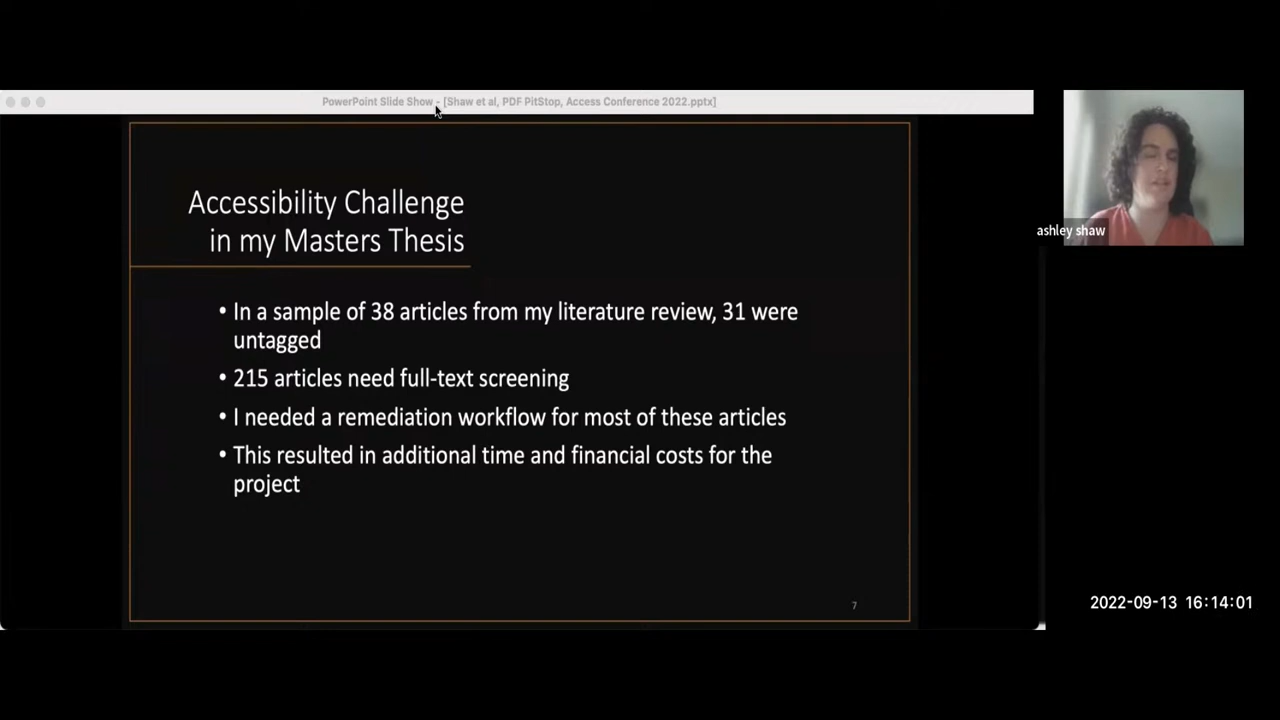 PowerPoint Slide Show - [Shaw et al, PDF PitStop, Access Conference 2022.pptx]
Accessibility Challenge
in my Masters Thesis
• In a sample of 38 articles from my literature review, 31 were
untagged
• 215 articles need full-text screening
• I needed a remediation workflow for most of these articles
• This resulted in additional time and financial costs for the
project
7
ashley shaw
2022-09-13 16:14:01